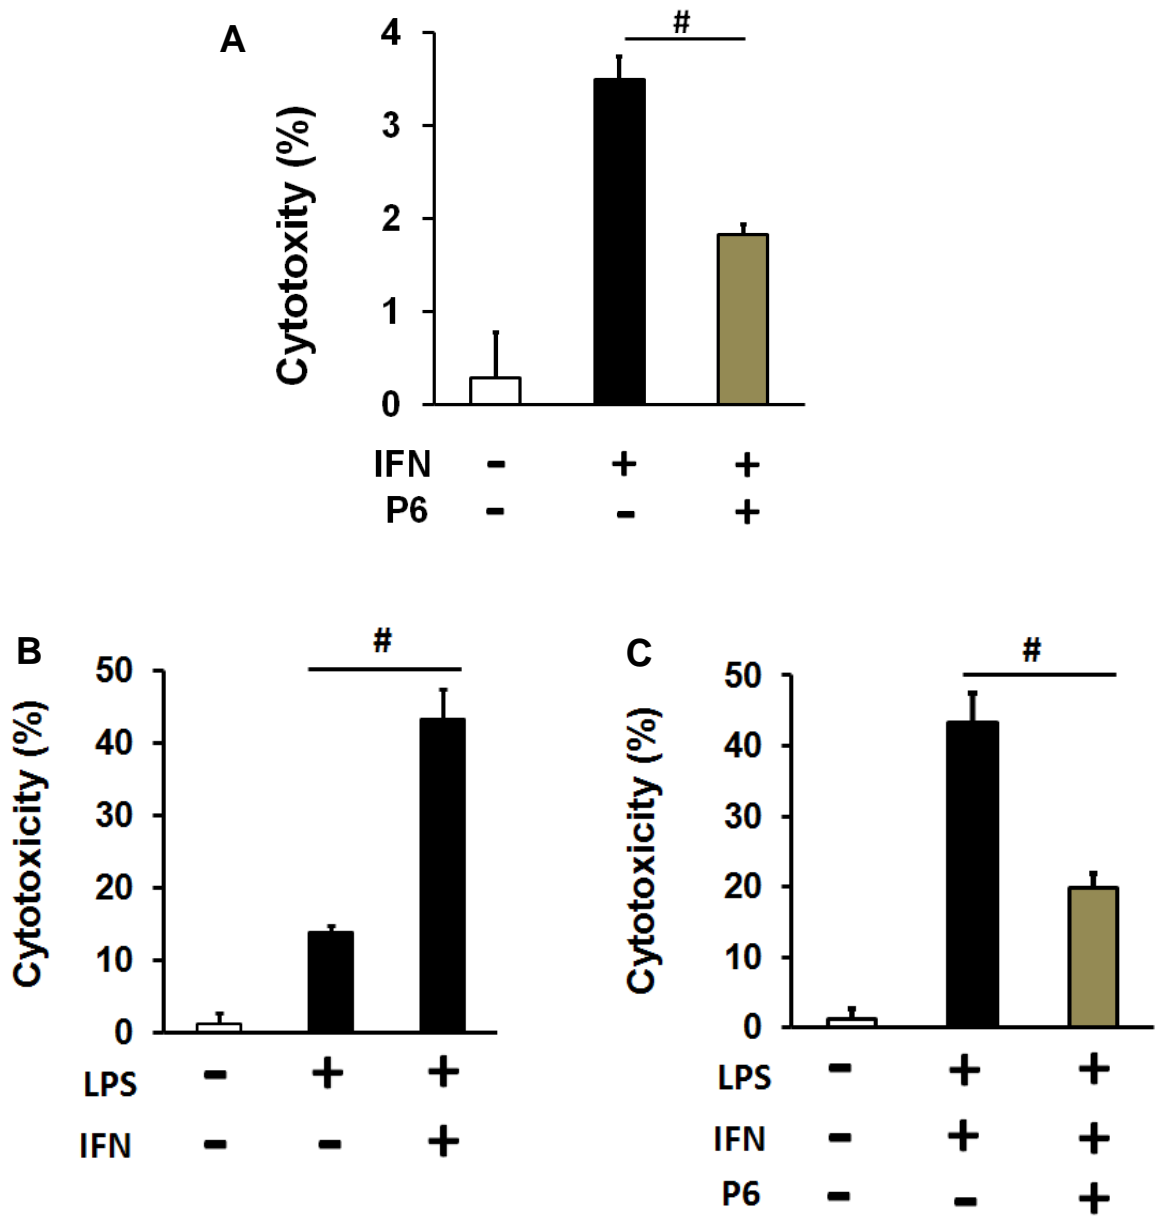 A
#
Cytotoxity (%)
4
3
2
1
0
IFN - + +
P6 - - +
B
#
Cytotoxicity (%)
50
40
30
20
10
0
LPS - + +
IFN - - +
C
#
Cytotoxicity (%)
50
40
30
20
10
0
LPS - + +
IFN - + +
P6 - - +